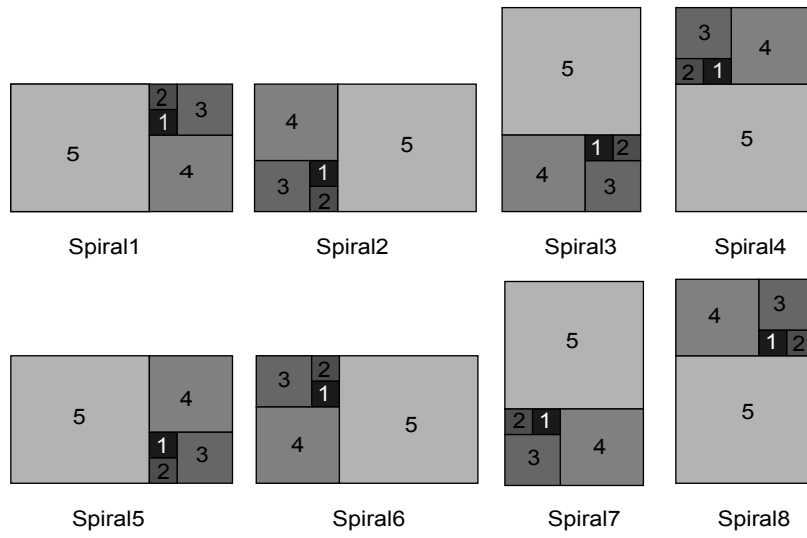 5 2 1 3 4
Spiral1
4 3 1 2 5
Spiral2
5 4 1 2 3
Spiral3
3 4 2 1 5
Spiral4
5 4 1 2 3
Spiral5
3 2 1 4 5
Spiral6
5 2 1 3 4
Spiral7
4 3 1 2 5
Spiral8